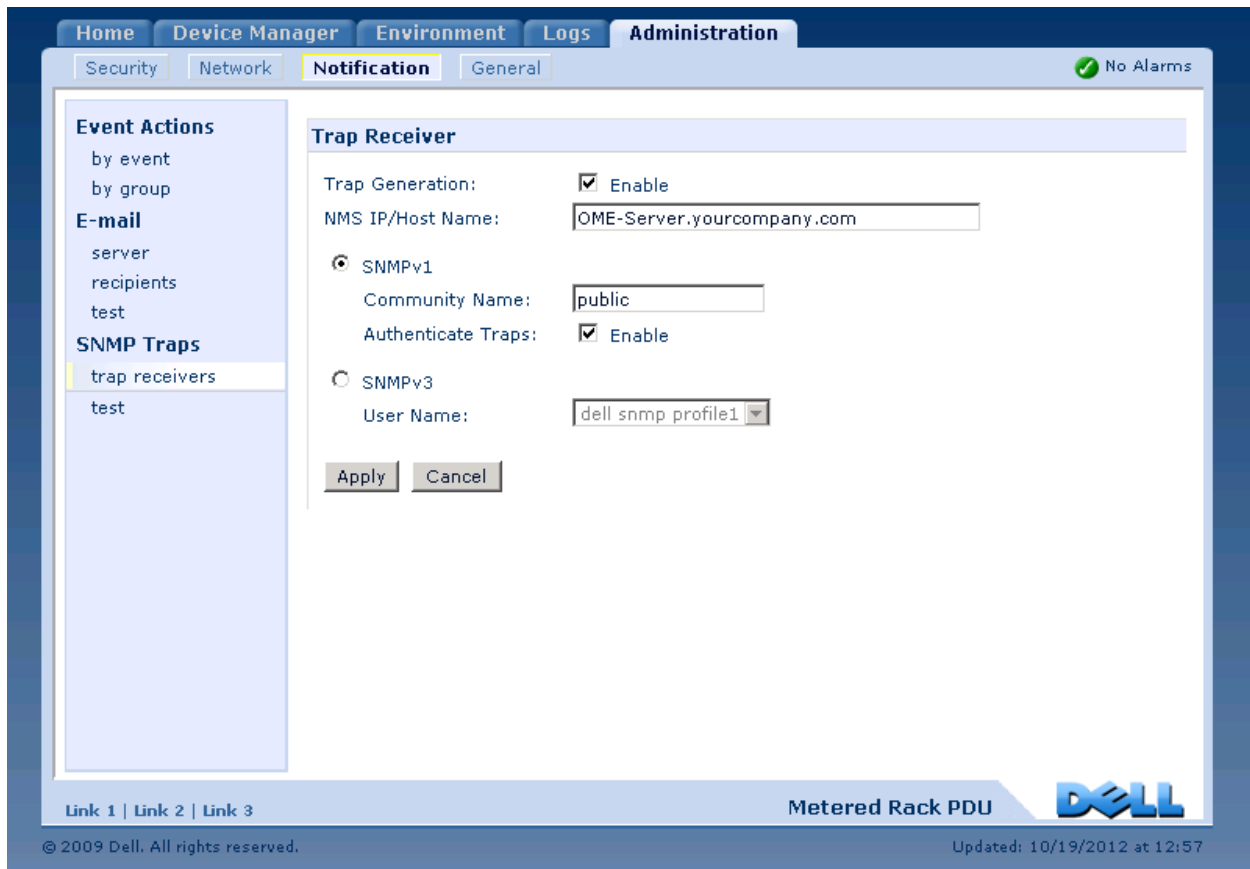 Home Device Manager Environment Logs Administration
Security Network Notification General No Alarms
Event Actions
by event
by group
E-mail
server
recipients
test
SNMP Traps
trap receivers
test
Trap Receiver
Trap Generation: Enable
NMS IP/Host Name: OME-Server.yourcompany.com
SNMPv1
Community Name: public
Authenticate Traps: Enable
SNMPv3
User Name: dell snmp profile1
Apply Cancel
Link 1 | Link 2 | Link 3
Metered Rack PDU
DELL
© 2009 Dell. All rights reserved.
Updated: 10/19/2012 at 12:57